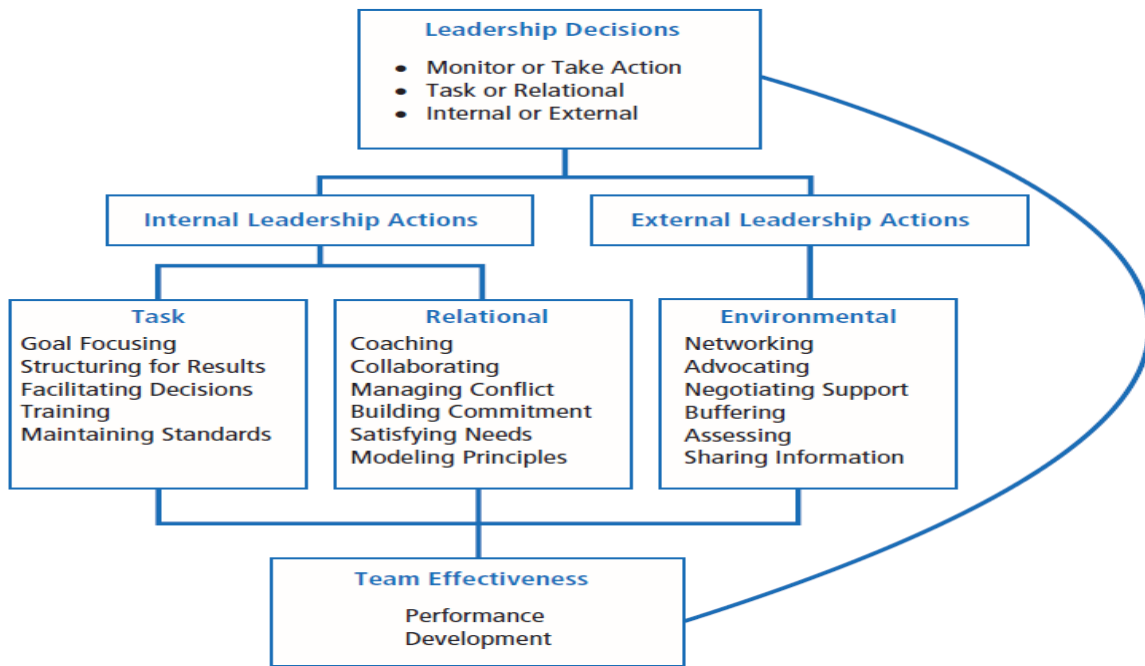 Leadership Decisions
• Monitor or Take Action
• Task or Relational
• Internal or External
Internal Leadership Actions
External Leadership Actions
Task
Goal Focusing
Structuring for Results
Facilitating Decisions
Training
Maintaining Standards
Relational
Coaching
Collaborating
Managing Conflict
Building Commitment
Satisfying Needs
Modeling Principles
Environmental
Networking
Advocating
Negotiating Support
Buffering
Assessing
Sharing Information
Team Effectiveness
Performance
Development